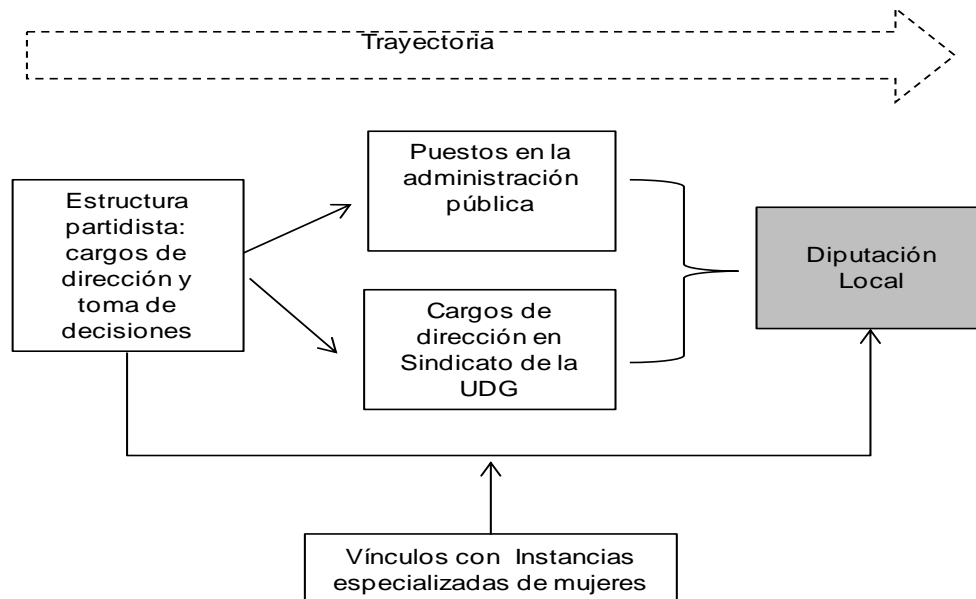 Trayectoria
Estructura
partidista:
cargos de
dirección y
toma de
decisiones
Puestos en la
administración
pública
Cargos de
dirección en
Sindicato de la
UDG
Diputación
Local
Vínculos con Instancias
especializadas de mujeres